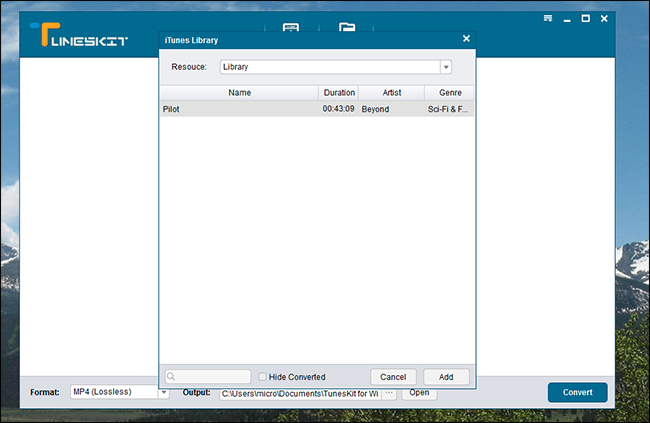 TUNESKIT
iTunes Library
Resouce: Library
Name Duration Artist Genre
Pilot 00:43:09 Beyond Sci-Fi & F...
Hide Converted Cancel Add
Format: MP4 (Lossless) Output: C:\Users\micro\Documents\TunesKit for Wi ... Open Convert